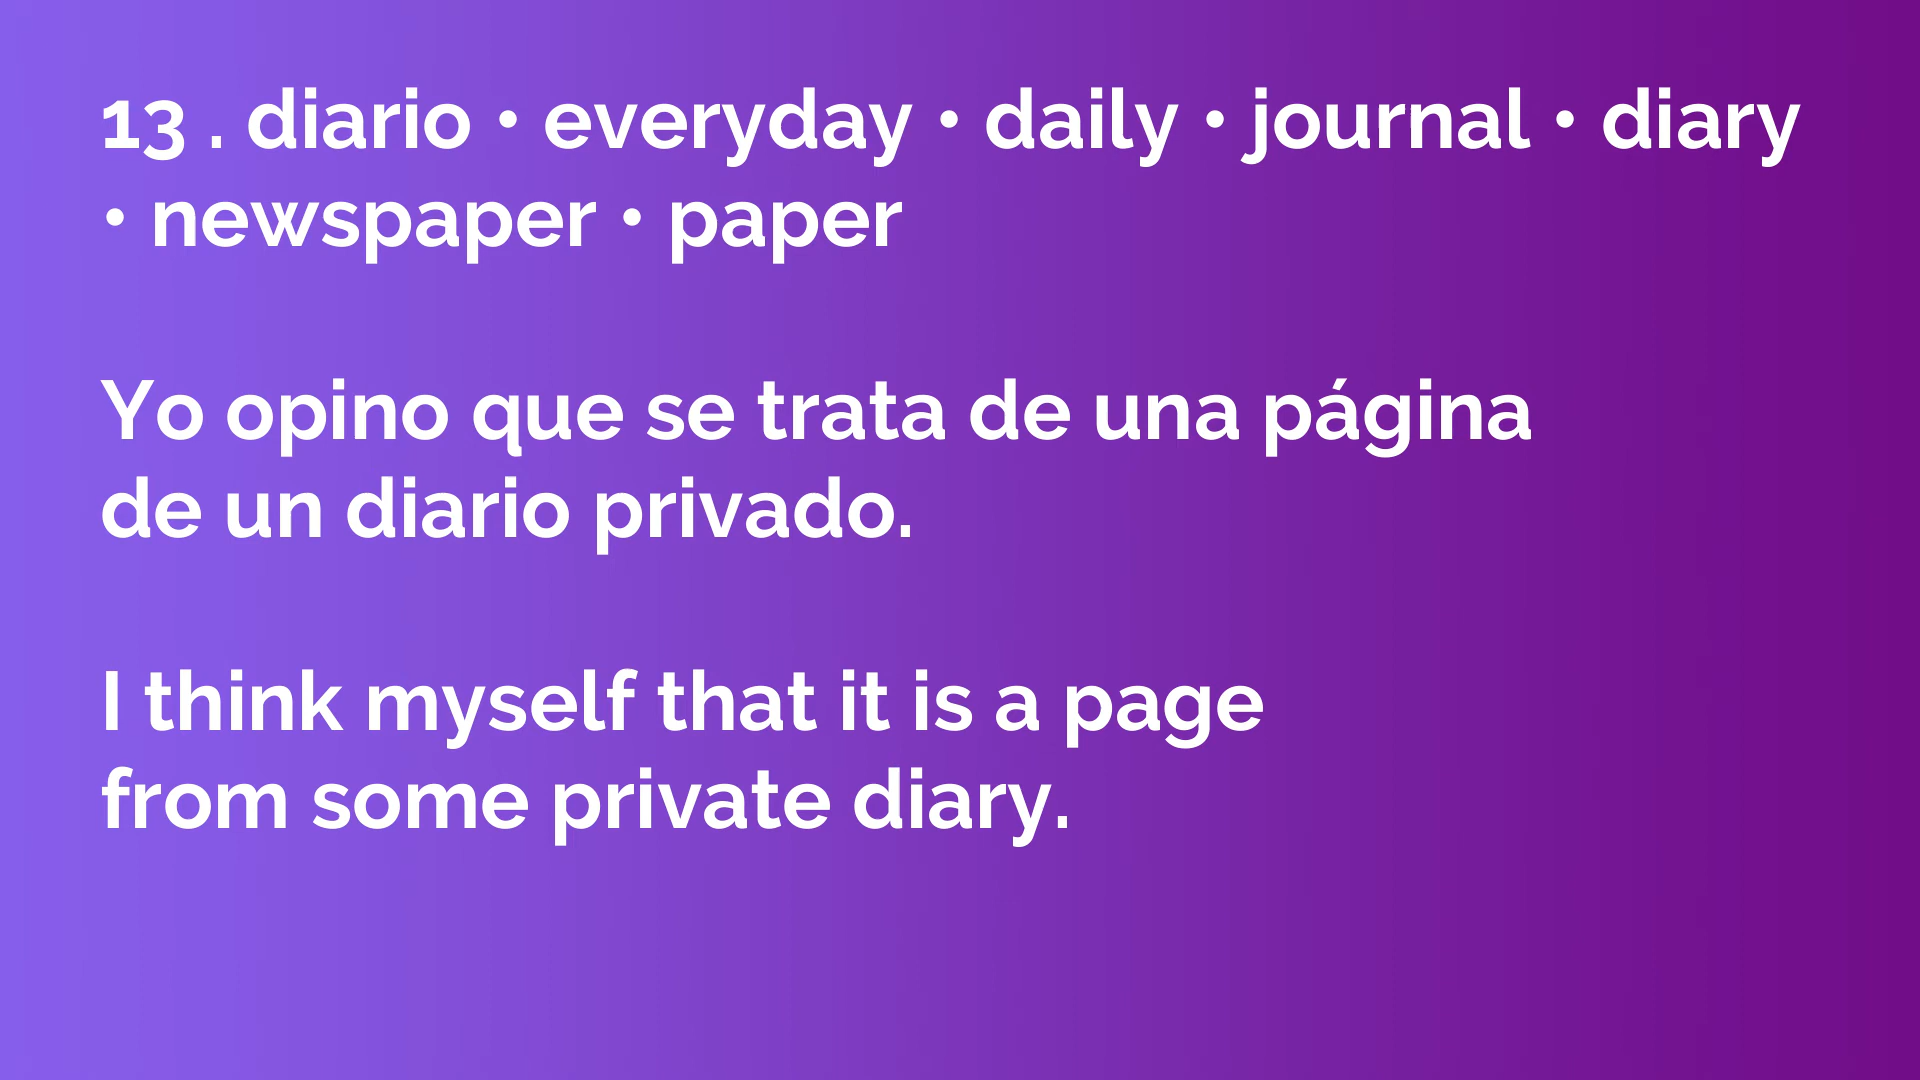 13 . diario • everyday • daily • journal • diary
• newspaper • paper
Yo opino que se trata de una página
de un diario privado.
I think myself that it is a page
from some private diary.